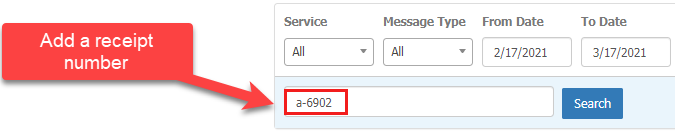 Add a receipt
number
Service Message Type From Date To Date
All All 2/17/2021 3/17/2021
a-6902 Search